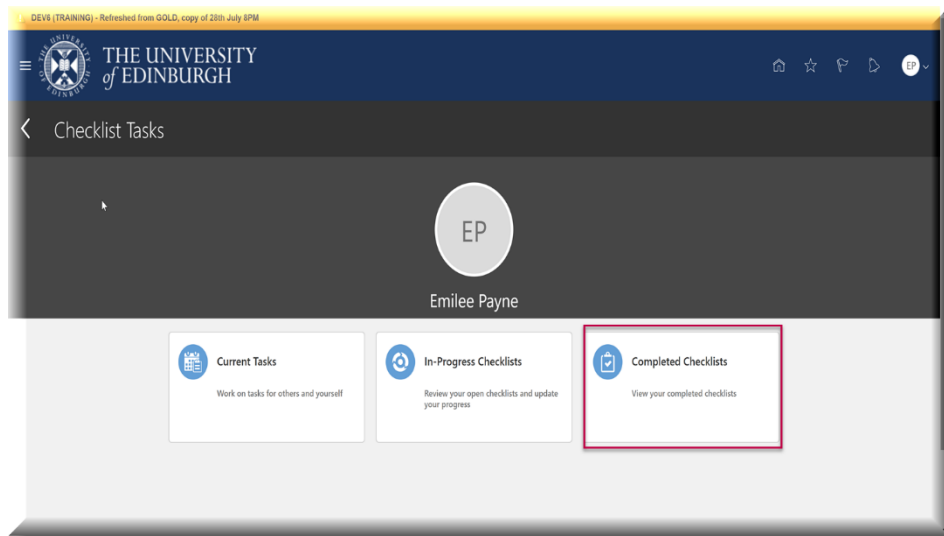 DEV6 (TRAINING) - Refreshed from GOLD, copy of 28th July 8PM
THE UNIVERSITY
of EDINBURGH
EP
Checklist Tasks
EP
Emilee Payne
Current Tasks
Work on tasks for others and yourself
In-Progress Checklists
Review your open checklists and update
your progress
Completed Checklists
View your completed checklists